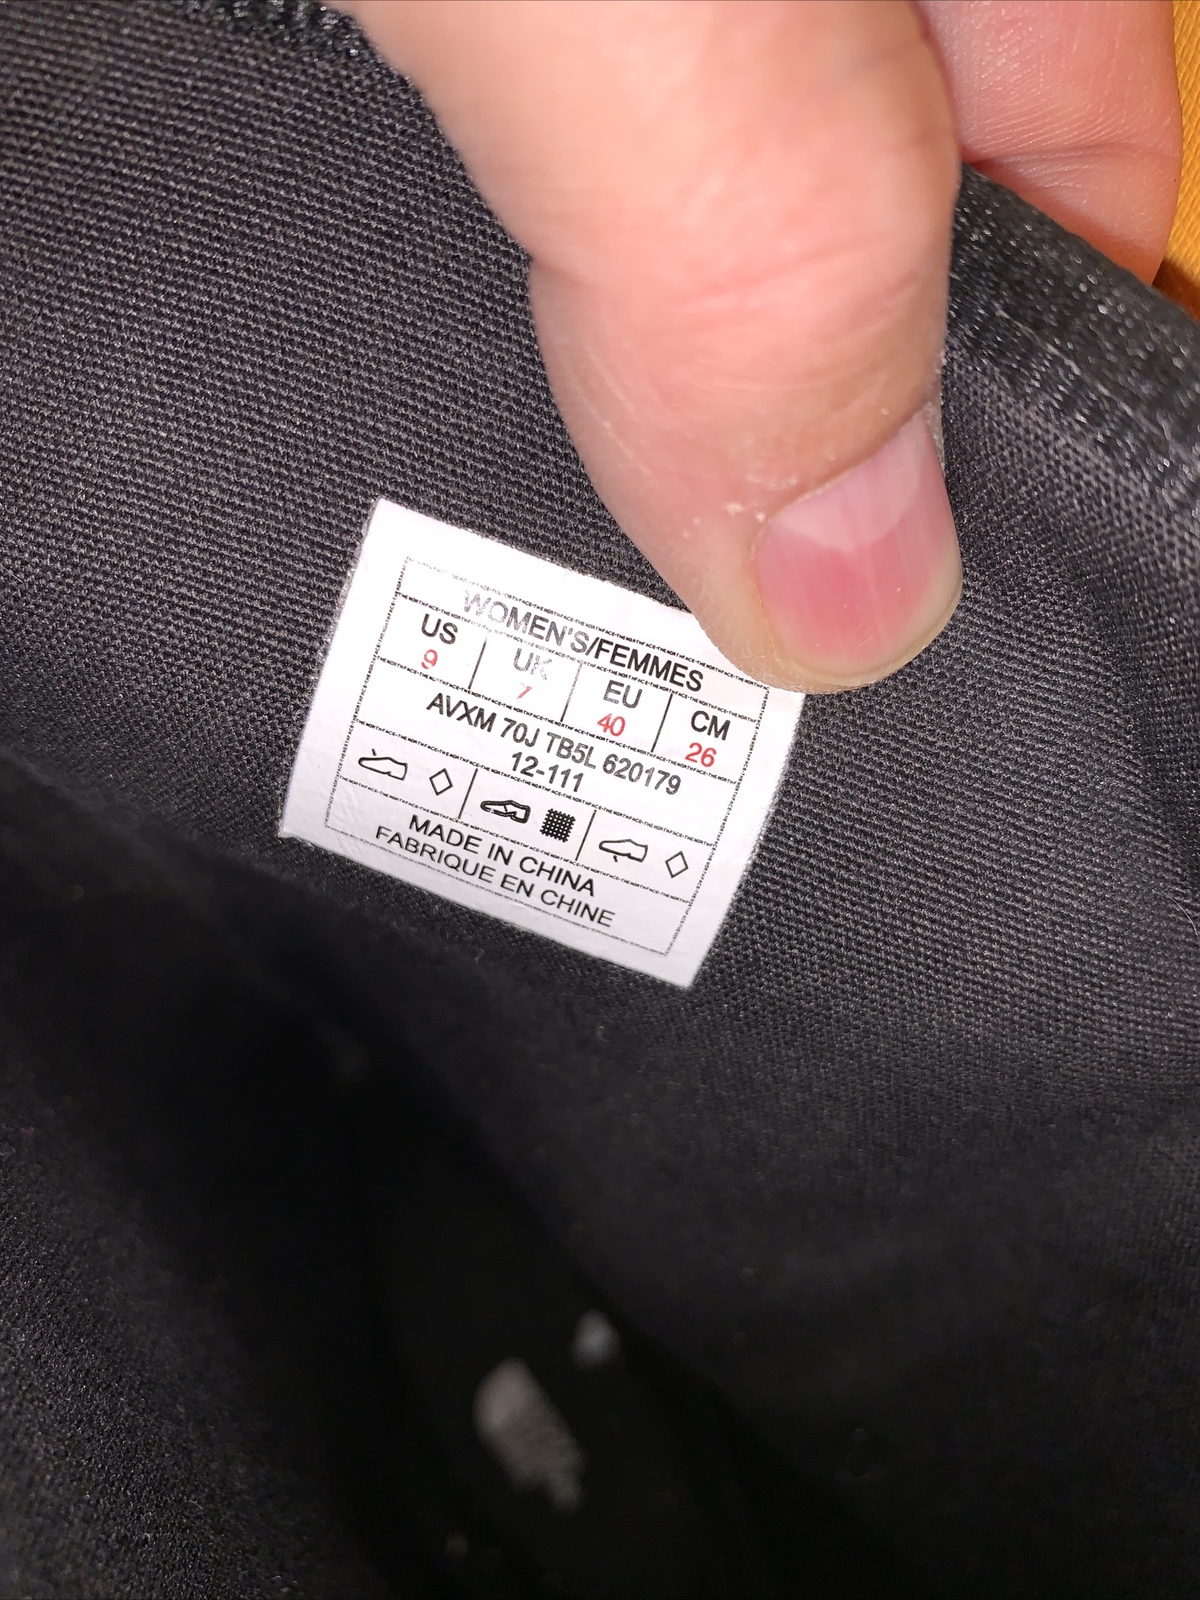 WOMEN'S/FEMMES
US UK EU CM
9 7 40 26
AVXM 70J TB5L 620179
12-111
MADE IN CHINA
FABRIQUE EN CHINE